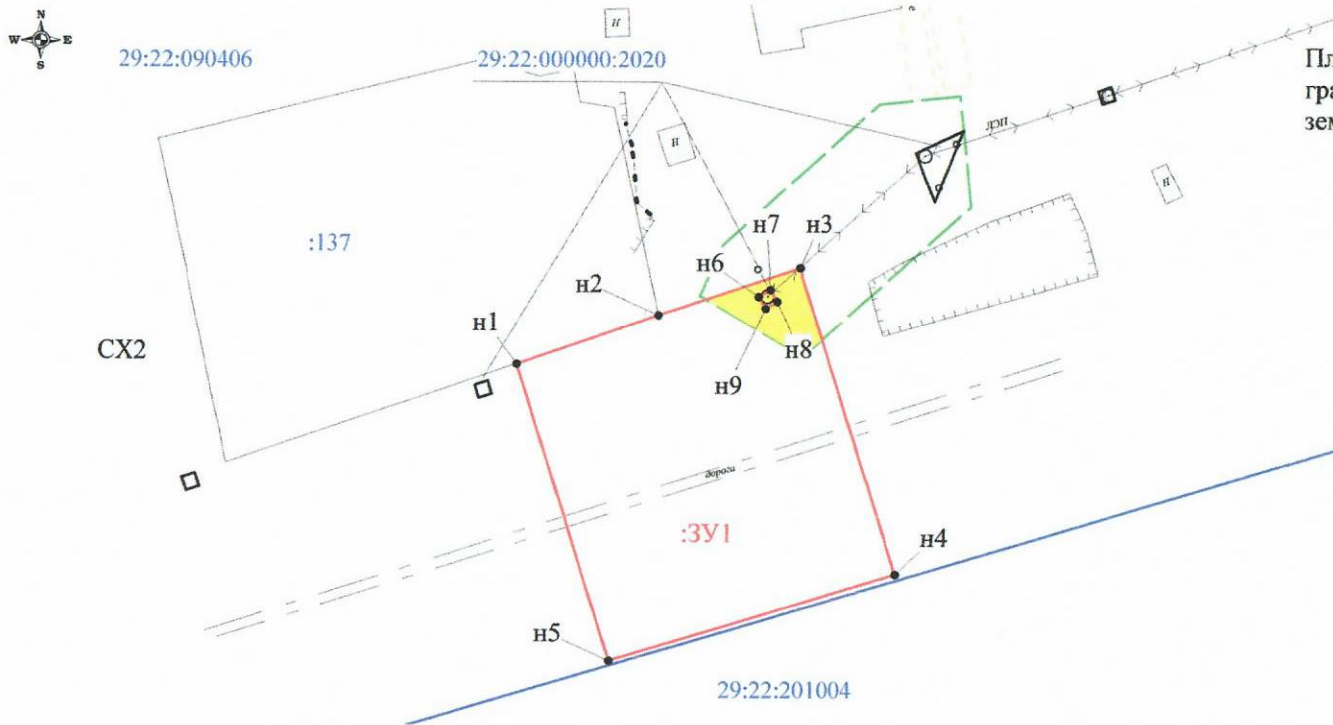 N
W E
S
29:22:090406
29:22:000000:2020
н
е
Пл
гра
зем
лэп
н
н
:137
н7
н3
н6
н2
н1
н8
СХ2
н9
дороги
:ЗУ1
н4
н5
29:22:201004